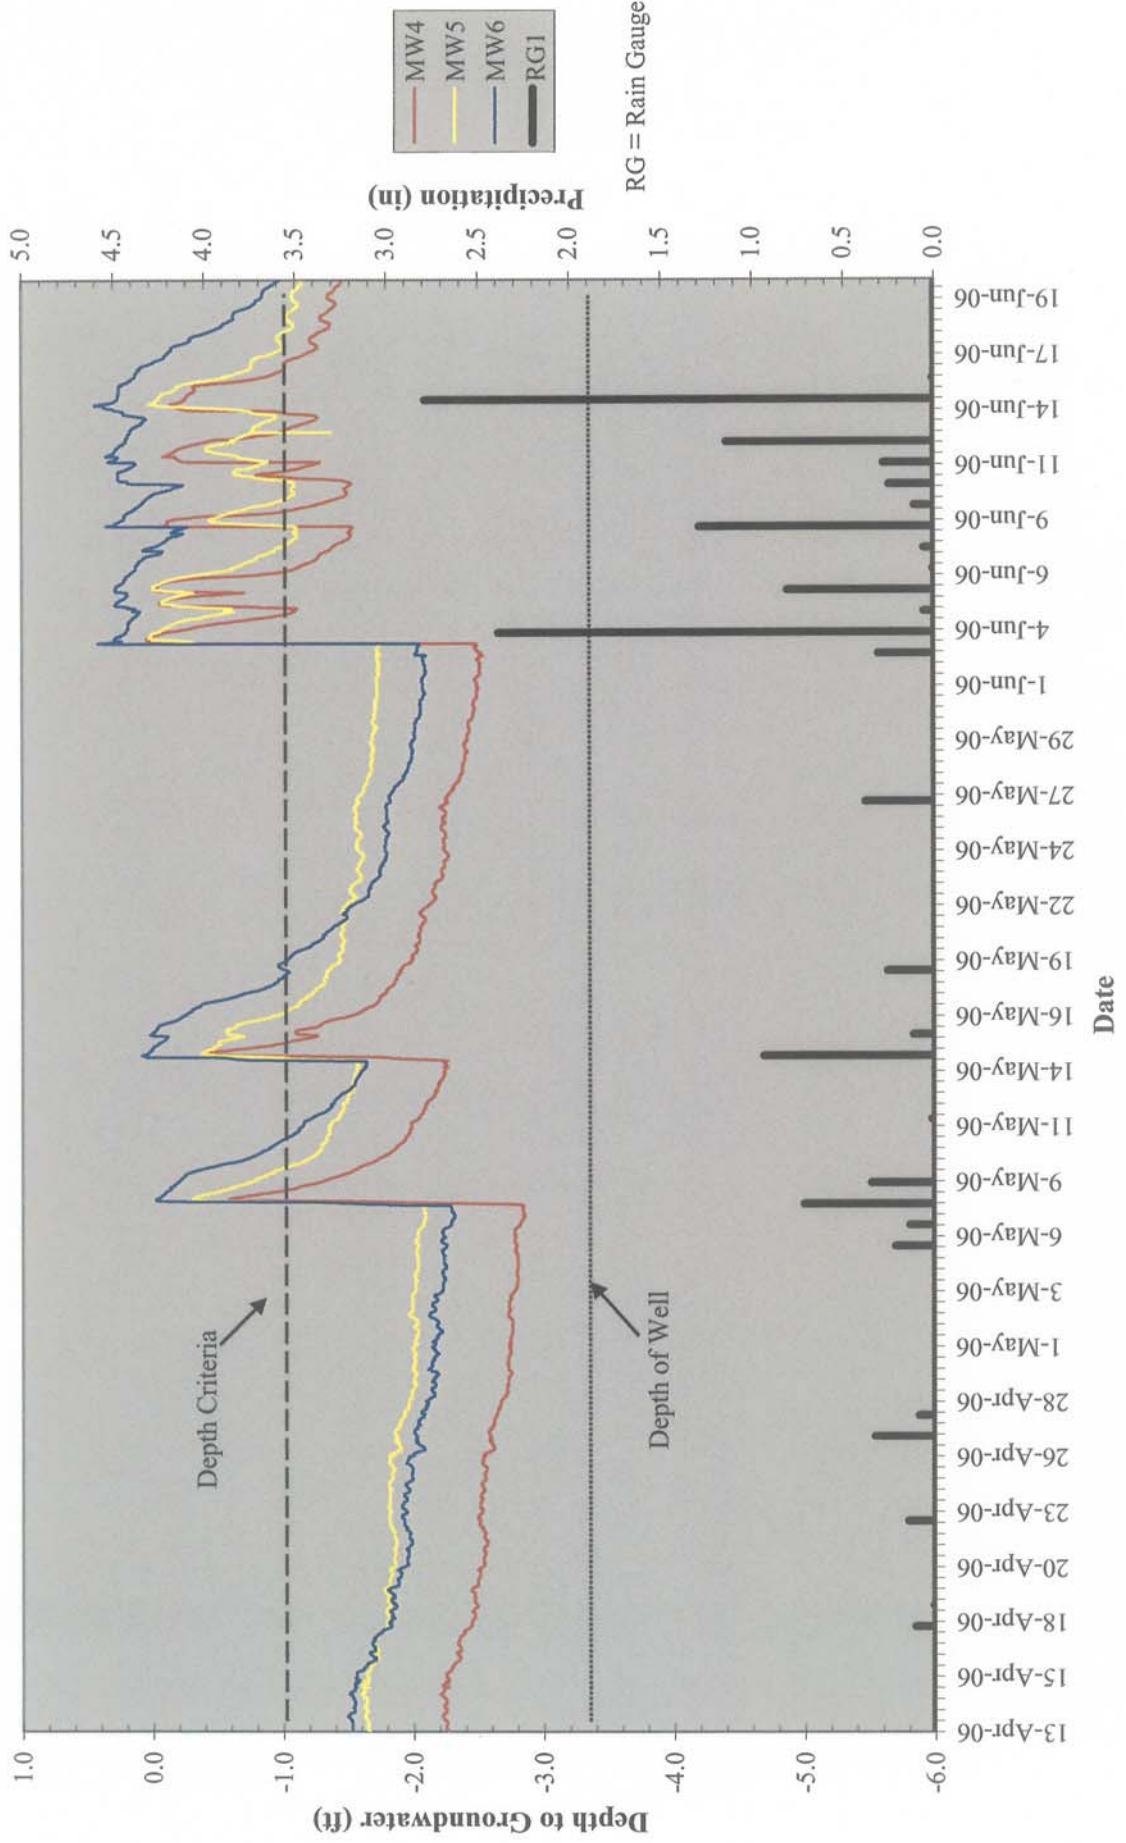 MW4
MW5
MW6
RG1
RG = Rain Gauge
Precipitation (in)
5.0
4.5
4.0
3.5
3.0
2.5
2.0
1.5
1.0
0.5
0.0
Depth Criteria
Depth of Well
1.0
0.0
-1.0
-2.0
-3.0
-4.0
-5.0
-6.0
Depth to Groundwater (ft)
13-Apr-06
15-Apr-06
18-Apr-06
20-Apr-06
23-Apr-06
26-Apr-06
28-Apr-06
1-May-06
3-May-06
6-May-06
9-May-06
11-May-06
14-May-06
16-May-06
19-May-06
22-May-06
24-May-06
27-May-06
29-May-06
1-Jun-06
4-Jun-06
6-Jun-06
9-Jun-06
11-Jun-06
14-Jun-06
17-Jun-06
19-Jun-06
Date